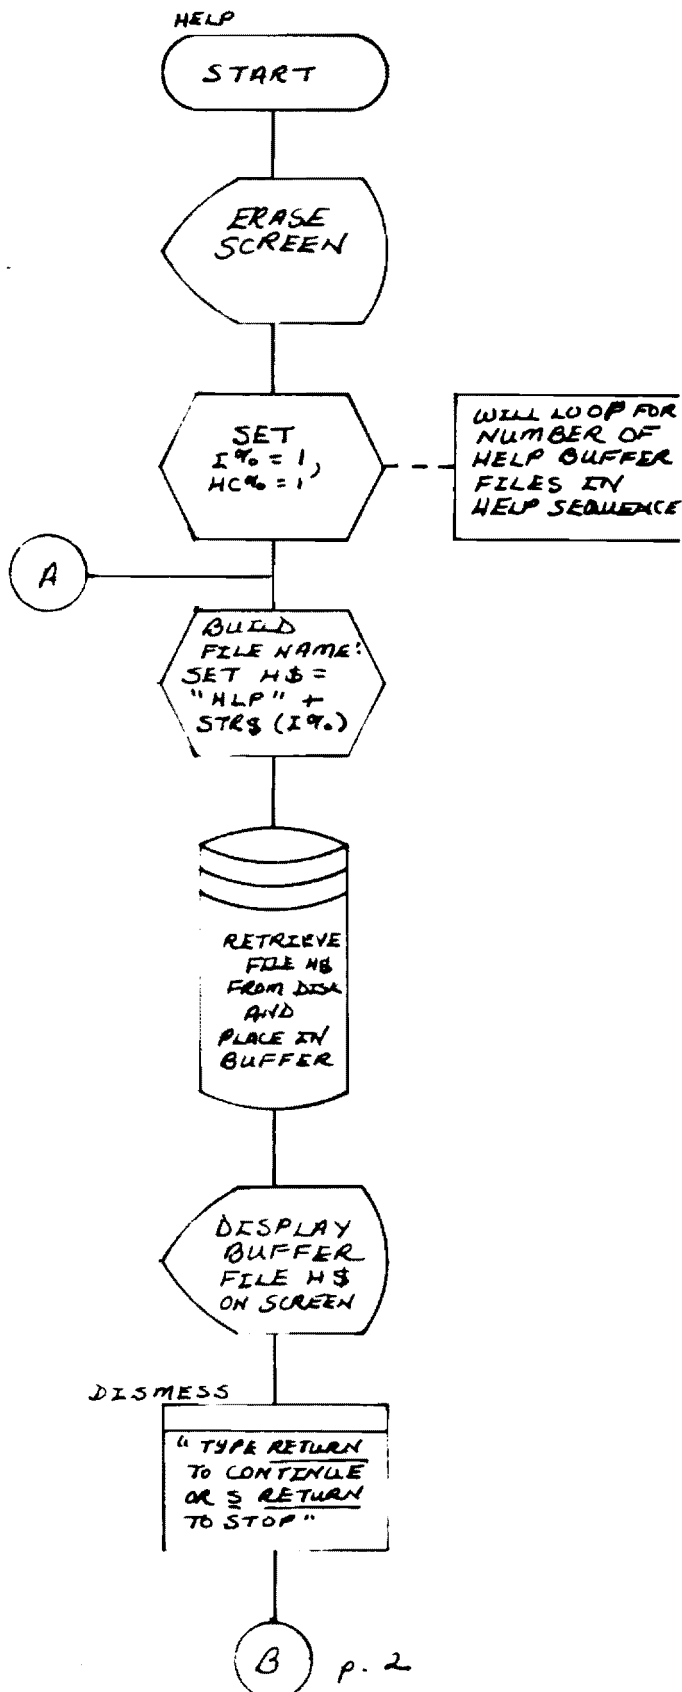 HELP
START
ERASE
SCREEN
SET
I% = 1,
HC% = 1
WILL LOOP FOR
NUMBER OF
HELP BUFFER
FILES IN
HELP SEQUENCE
A
BUILD
FILE NAME:
SET H$ =
"HLP" +
STR$ (I%)
RETRIEVE
FILE H$
FROM DISK
AND
PLACE IN
BUFFER
DISPLAY
BUFFER
FILE H$
ON SCREEN
DISMESS
"TYPE RETURN
TO CONTINUE
OR S RETURN
TO STOP"
B p. 2